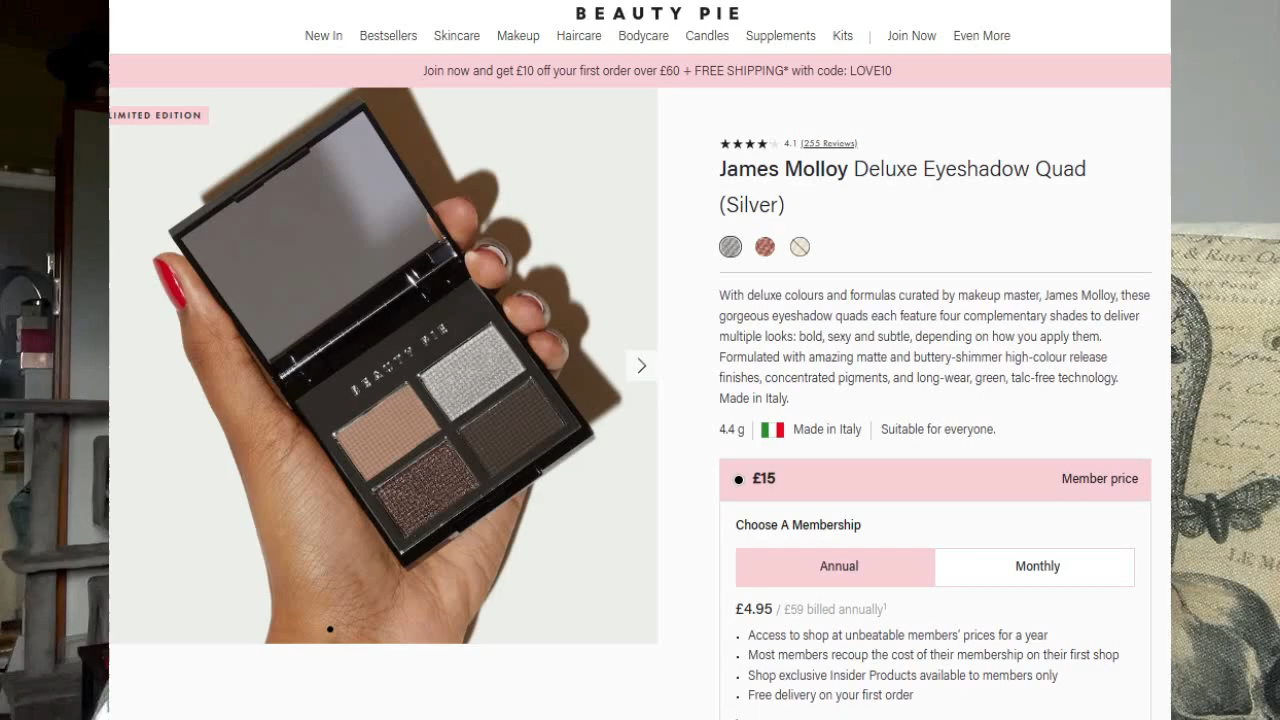 BEAUTY PIE
New In Bestsellers Skincare Makeup Haircare Bodycare Candles Supplements Kits | Join Now Even More
Join now and get £10 off your first order over £60 + FREE SHIPPING* with code: LOVE10
LIMITED EDITION
BEAUTY PIE
4.1 (255 Reviews)
James Molloy Deluxe Eyeshadow Quad
(Silver)
With deluxe colours and formulas curated by makeup master, James Molloy, these
gorgeous eyeshadow quads each feature four complementary shades to deliver
multiple looks: bold, sexy and subtle, depending on how you apply them.
Formulated with amazing matte and buttery-shimmer high-colour release
finishes, concentrated pigments, and long-wear, green, talc-free technology.
Made in Italy.
4.4 g | Made in Italy | Suitable for everyone.
£15 Member price
Choose A Membership
Annual Monthly
£4.95 / £59 billed annually¹
• Access to shop at unbeatable members' prices for a year
• Most members recoup the cost of their membership on their first shop
• Shop exclusive Insider Products available to members only
• Free delivery on your first order
& Rare